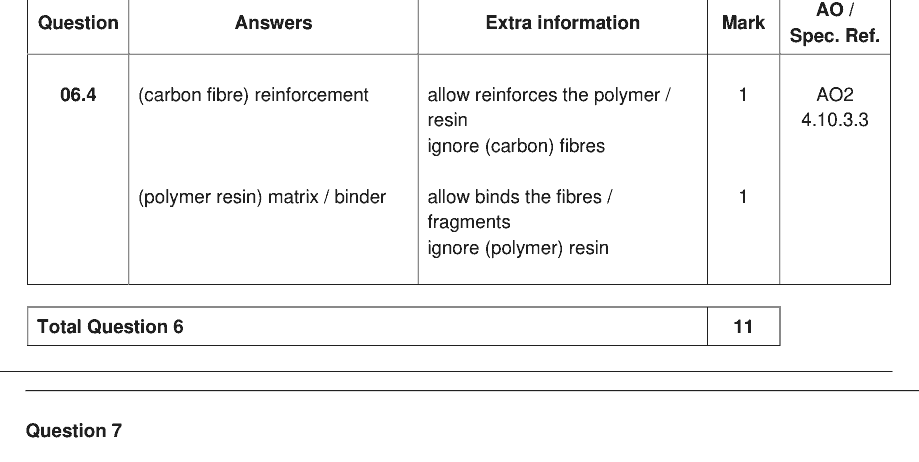 Question Answers Extra information Mark AO /
Spec. Ref.
06.4 (carbon fibre) reinforcement allow reinforces the polymer / 1 AO2
resin 4.10.3.3
ignore (carbon) fibres
(polymer resin) matrix / binder allow binds the fibres / 1
fragments
ignore (polymer) resin
Total Question 6 11
Question 7